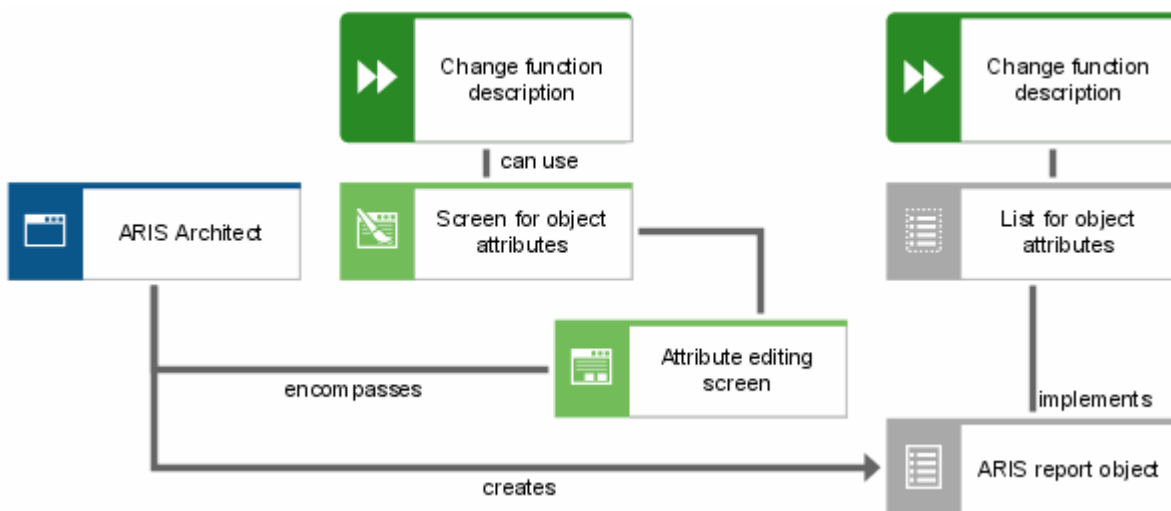 Change function
description
Change function
description
can use
ARIS Architect
Screen for object
attributes
List for object
attributes
Attribute editing
screen
encompasses
implements
ARIS report object
creates